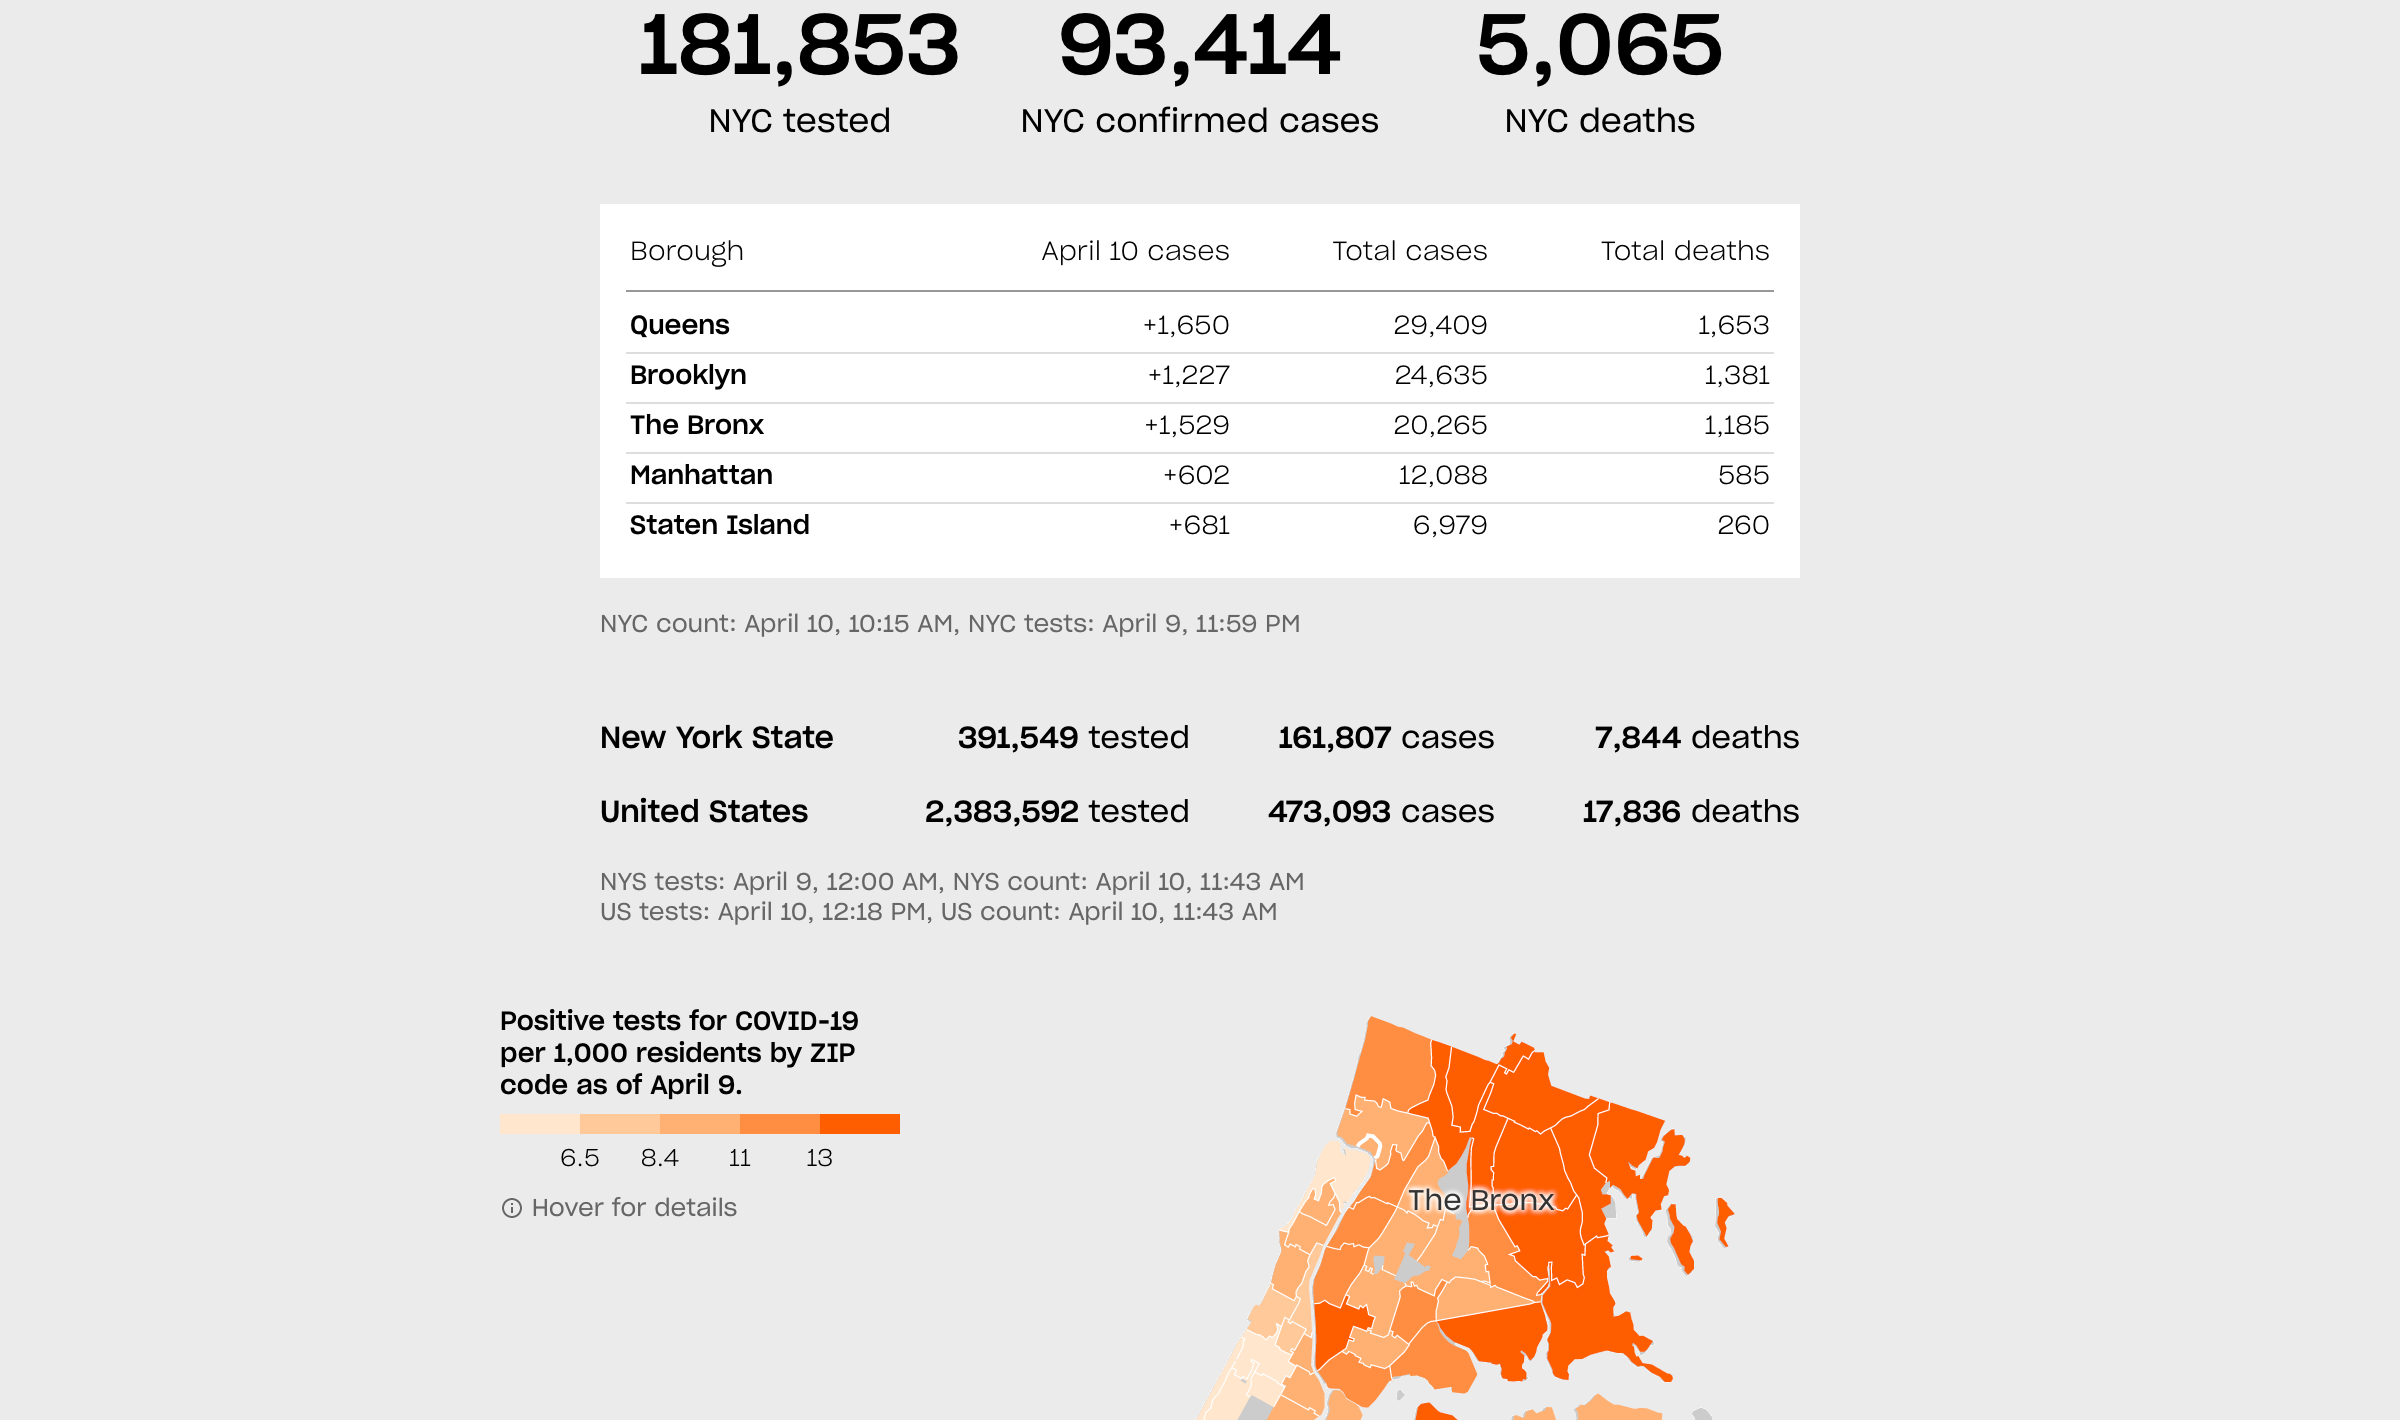 181,853 93,414 5,065
NYC tested NYC confirmed cases NYC deaths
Borough April 10 cases Total cases Total deaths
Queens +1,650 29,409 1,653
Brooklyn +1,227 24,635 1,381
The Bronx +1,529 20,265 1,185
Manhattan +602 12,088 585
Staten Island +681 6,979 260
NYC count: April 10, 10:15 AM, NYC tests: April 9, 11:59 PM
New York State 391,549 tested 161,807 cases 7,844 deaths
United States 2,383,592 tested 473,093 cases 17,836 deaths
NYS tests: April 9, 12:00 AM, NYS count: April 10, 11:43 AM
US tests: April 10, 12:18 PM, US count: April 10, 11:43 AM
Positive tests for COVID-19
per 1,000 residents by ZIP
code as of April 9.
6.5 8.4 11 13
Hover for details
The Bronx